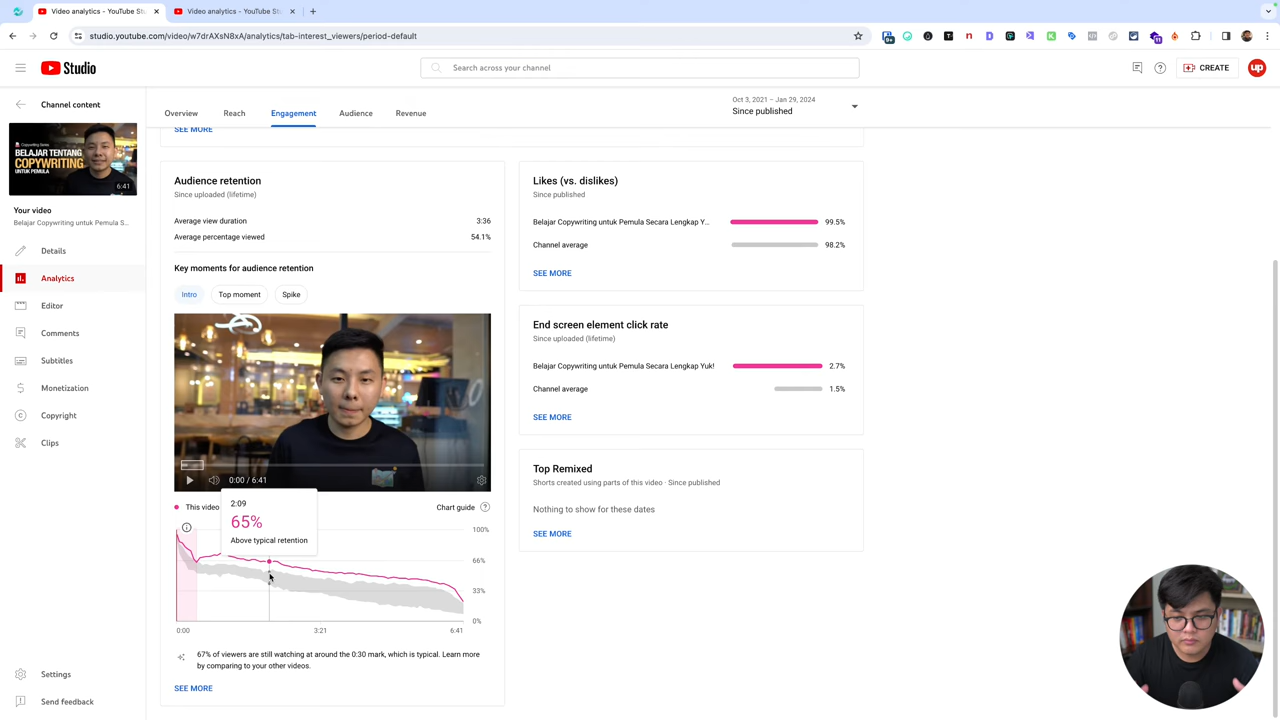 Video analytics - YouTube St
Video analytics - YouTube St
studio.youtube.com/video/w7drAXsN8xA/analytics/tab-interest_viewers/period-default
Studio
Search across your channel
CREATE
up
Channel content
BELAJAR TENTANG
COPYWRITING
UNTUK PEMULA
6:41
Your video
Belajar Copywriting untuk Pemula S...
Details
Analytics
Editor
Comments
Subtitles
Monetization
Copyright
Clips
Settings
Send feedback
Overview
Reach
Engagement
Audience
Revenue
Oct 3, 2021 – Jan 29, 2024
Since published
SEE MORE
Audience retention
Since uploaded (lifetime)
Average view duration
3:36
Average percentage viewed
54.1%
Key moments for audience retention
Intro
Top moment
Spike
0:00 / 6:41
2:09
65%
Above typical retention
This video
Chart guide
100%
66%
33%
0%
0:00
3:21
6:41
67% of viewers are still watching at around the 0:30 mark, which is typical. Learn more
by comparing to your other videos.
SEE MORE
Likes (vs. dislikes)
Since published
Belajar Copywriting untuk Pemula Secara Lengkap Y...
99.5%
Channel average
98.2%
SEE MORE
End screen element click rate
Since uploaded (lifetime)
Belajar Copywriting untuk Pemula Secara Lengkap Yuk!
2.7%
Channel average
1.5%
SEE MORE
Top Remixed
Shorts created using parts of this video · Since published
Nothing to show for these dates
SEE MORE